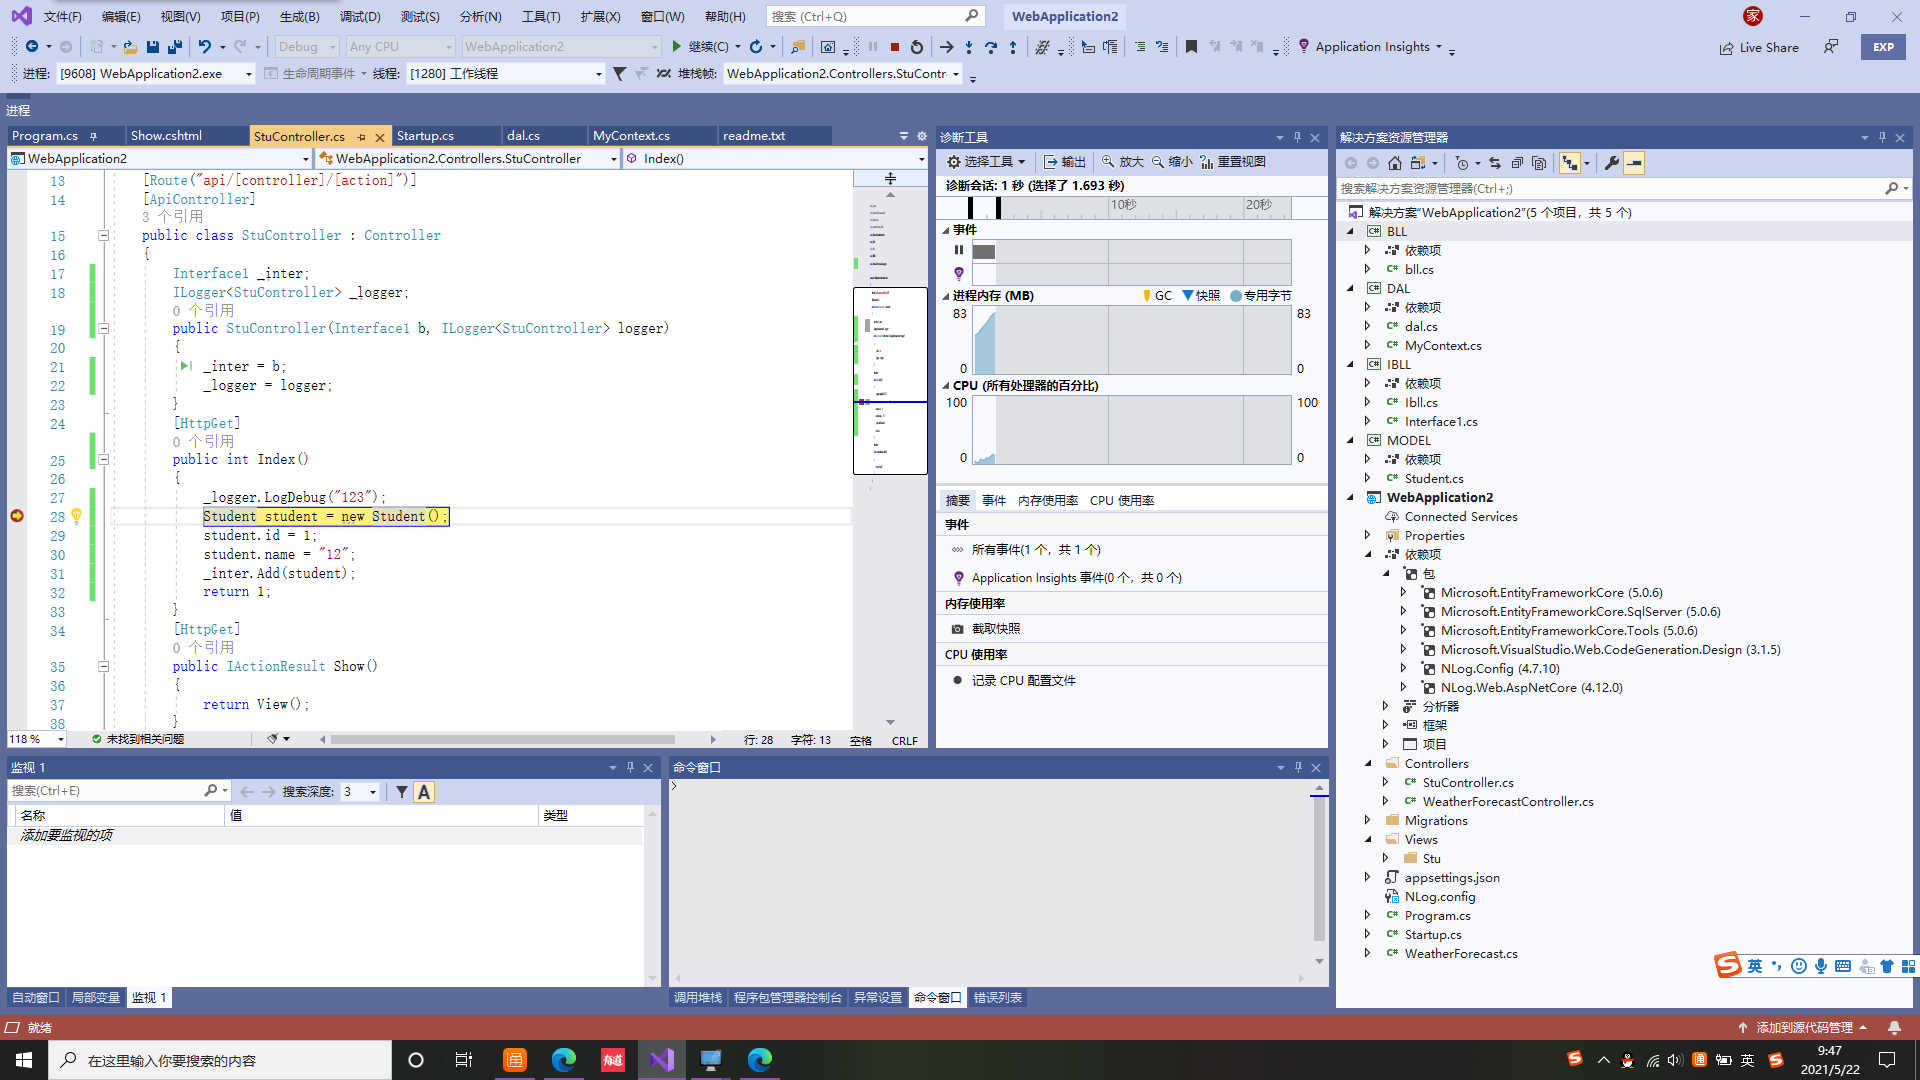 文件(F) 编辑(E) 视图(V) 项目(P) 生成(B) 调试(D) 测试(S) 分析(N) 工具(T) 扩展(X) 窗口(W) 帮助(H) 搜索 (Ctrl+Q) WebApplication2 家
Debug Any CPU WebApplication2 继续(C) Application Insights Live Share EXP
进程: [9608] WebApplication2.exe 生命周期事件 线程: [1280] 工作线程 堆栈帧: WebApplication2.Controllers.StuContr
进程
Program.cs Show.cshtml StuController.cs Startup.cs dal.cs MyContext.cs readme.txt
WebApplication2 WebApplication2.Controllers.StuController Index()
13 [Route("api/[controller]/[action]")]
14 [ApiController]
3 个引用
15 public class StuController : Controller
16 {
17 Interface1 _inter;
18 ILogger<StuController> _logger;
0 个引用
19 public StuController(Interface1 b, ILogger<StuController> logger)
20 {
21 _inter = b;
22 _logger = logger;
23 }
24 [HttpGet]
0 个引用
25 public int Index()
26 {
27 _logger.LogDebug("123");
28 Student student = new Student();
29 student.id = 1;
30 student.name = "12";
31 _inter.Add(student);
32 return 1;
33 }
34 [HttpGet]
0 个引用
35 public IActionResult Show()
36 {
37 return View();
38 }
118 % 未找到相关问题 行: 28 字符: 13 空格 CRLF
诊断工具
选择工具 输出 放大 缩小 重置视图
诊断会话: 1 秒 (选择了 1.693 秒)
10秒 20秒
事件
进程内存 (MB) GC 快照 专用字节
83 83
0 0
CPU (所有处理器的百分比)
100 100
0 0
摘要 事件 内存使用率 CPU 使用率
事件
所有事件(1 个，共 1 个)
Application Insights 事件(0 个，共 0 个)
内存使用率
截取快照
CPU 使用率
记录 CPU 配置文件
解决方案资源管理器
搜索解决方案资源管理器(Ctrl+;)
解决方案"WebApplication2"(5 个项目，共 5 个)
BLL
依赖项
bll.cs
DAL
依赖项
dal.cs
MyContext.cs
IBLL
依赖项
Ibll.cs
Interface1.cs
MODEL
依赖项
Student.cs
WebApplication2
Connected Services
Properties
依赖项
包
Microsoft.EntityFrameworkCore (5.0.6)
Microsoft.EntityFrameworkCore.SqlServer (5.0.6)
Microsoft.EntityFrameworkCore.Tools (5.0.6)
Microsoft.VisualStudio.Web.CodeGeneration.Design (3.1.5)
NLog.Config (4.7.10)
NLog.Web.AspNetCore (4.12.0)
分析器
框架
项目
Controllers
StuController.cs
WeatherForecastController.cs
Migrations
Views
Stu
appsettings.json
NLog.config
Program.cs
Startup.cs
WeatherForecast.cs
监视 1
搜索(Ctrl+E) 搜索深度: 3 A
名称 值 类型
添加要监视的项
自动窗口 局部变量 监视 1
命令窗口
>
调用堆栈 程序包管理器控制台 异常设置 命令窗口 错误列表
英
就绪 添加到源代码管理
在这里输入你要搜索的内容 有道 英 9:47
2021/5/22